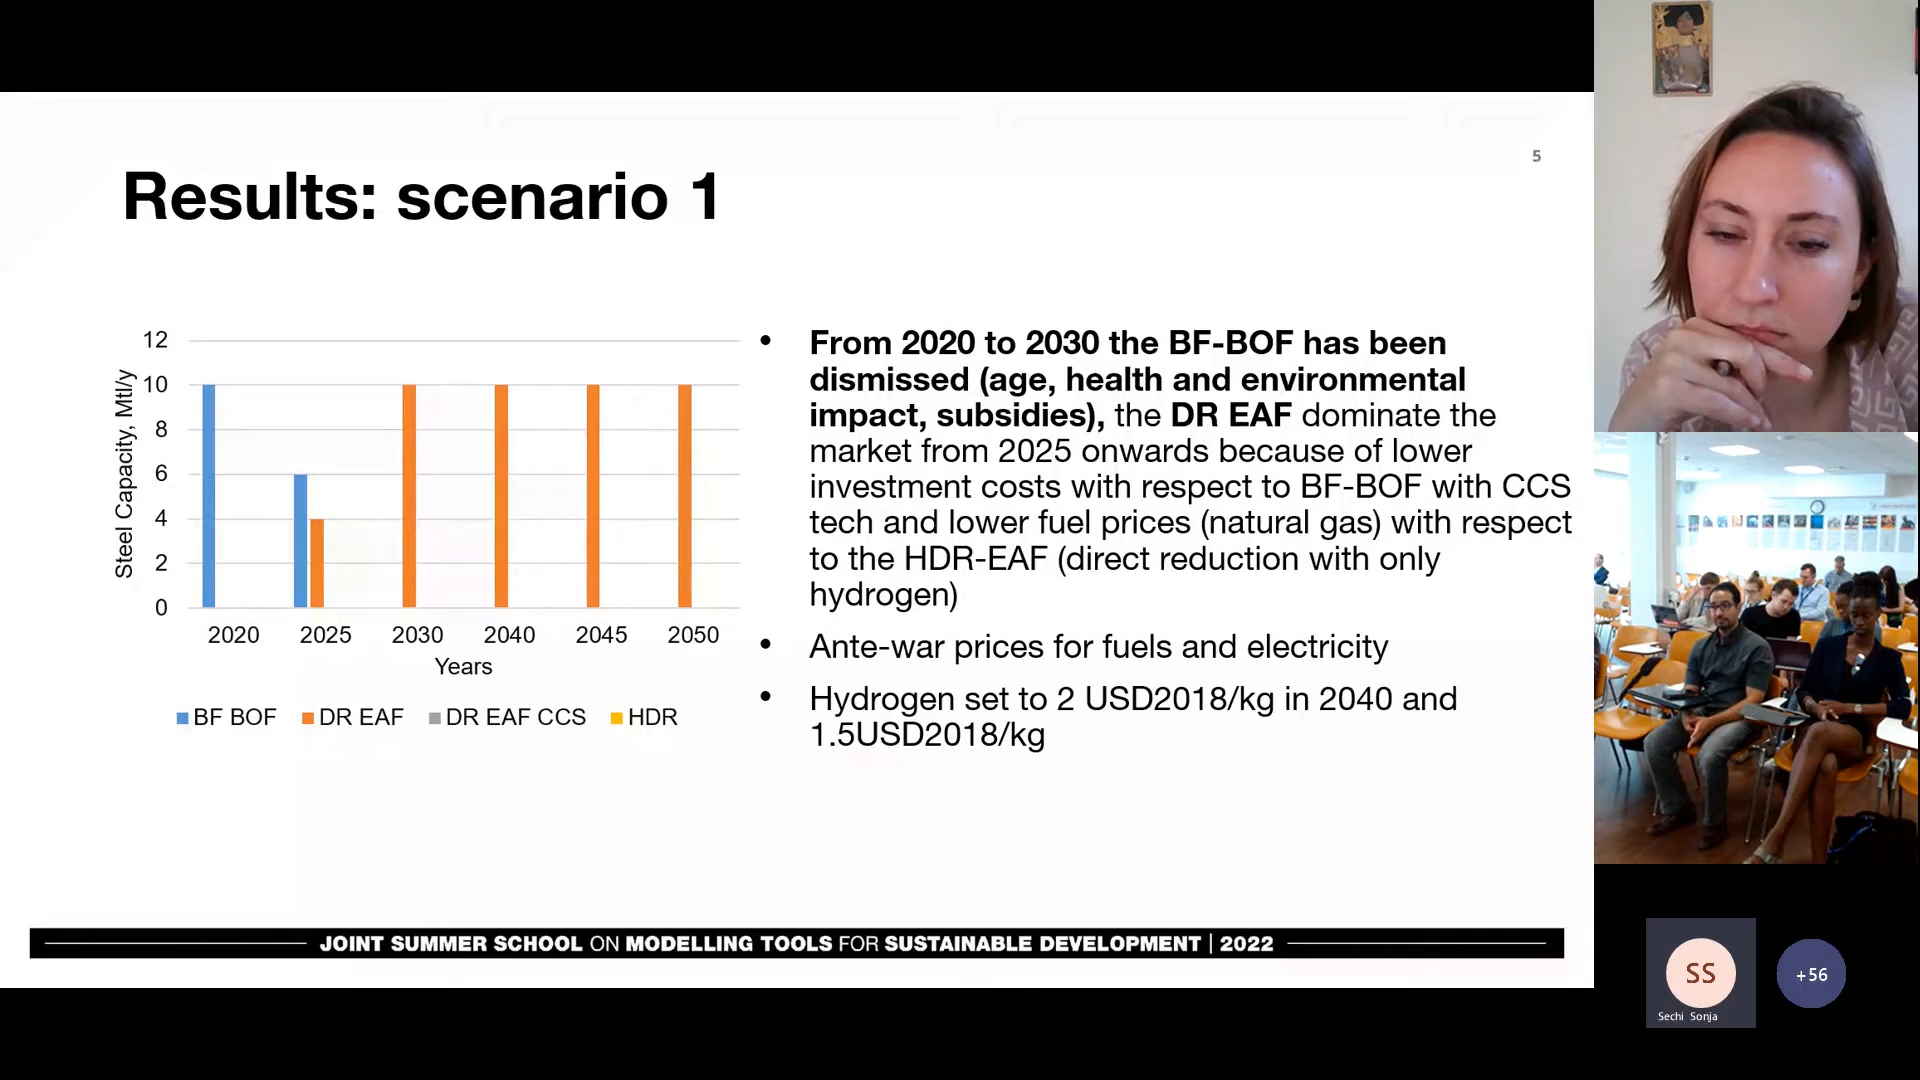 5
Results: scenario 1
12
10
8
6
4
2
0
Steel Capacity, Mtl/y
2020 2025 2030 2040 2045 2050
Years
BF BOF DR EAF DR EAF CCS HDR
• From 2020 to 2030 the BF-BOF has been
dismissed (age, health and environmental
impact, subsidies), the DR EAF dominate the
market from 2025 onwards because of lower
investment costs with respect to BF-BOF with CCS
tech and lower fuel prices (natural gas) with respect
to the HDR-EAF (direct reduction with only
hydrogen)
• Ante-war prices for fuels and electricity
• Hydrogen set to 2 USD2018/kg in 2040 and
1.5USD2018/kg
JOINT SUMMER SCHOOL ON MODELLING TOOLS FOR SUSTAINABLE DEVELOPMENT | 2022
SS
Sechi Sonja
+56